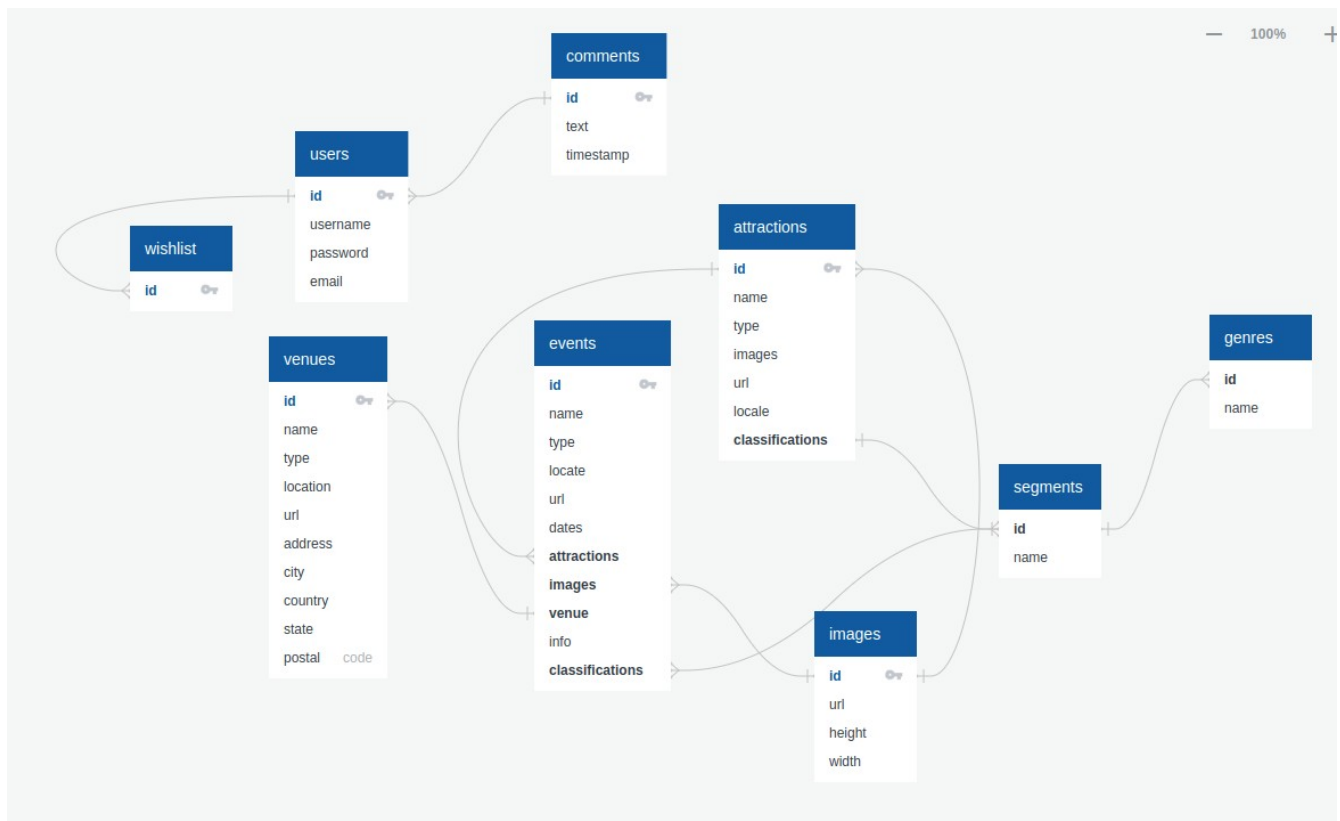 100%
comments
id
text
timestamp
users
id
username
password
email
wishlist
id
attractions
id
name
type
images
url
locale
classifications
venues
id
name
type
location
url
address
city
country
state
postal code
events
id
name
type
locate
url
dates
attractions
images
venue
info
classifications
genres
id
name
segments
id
name
images
id
url
height
width